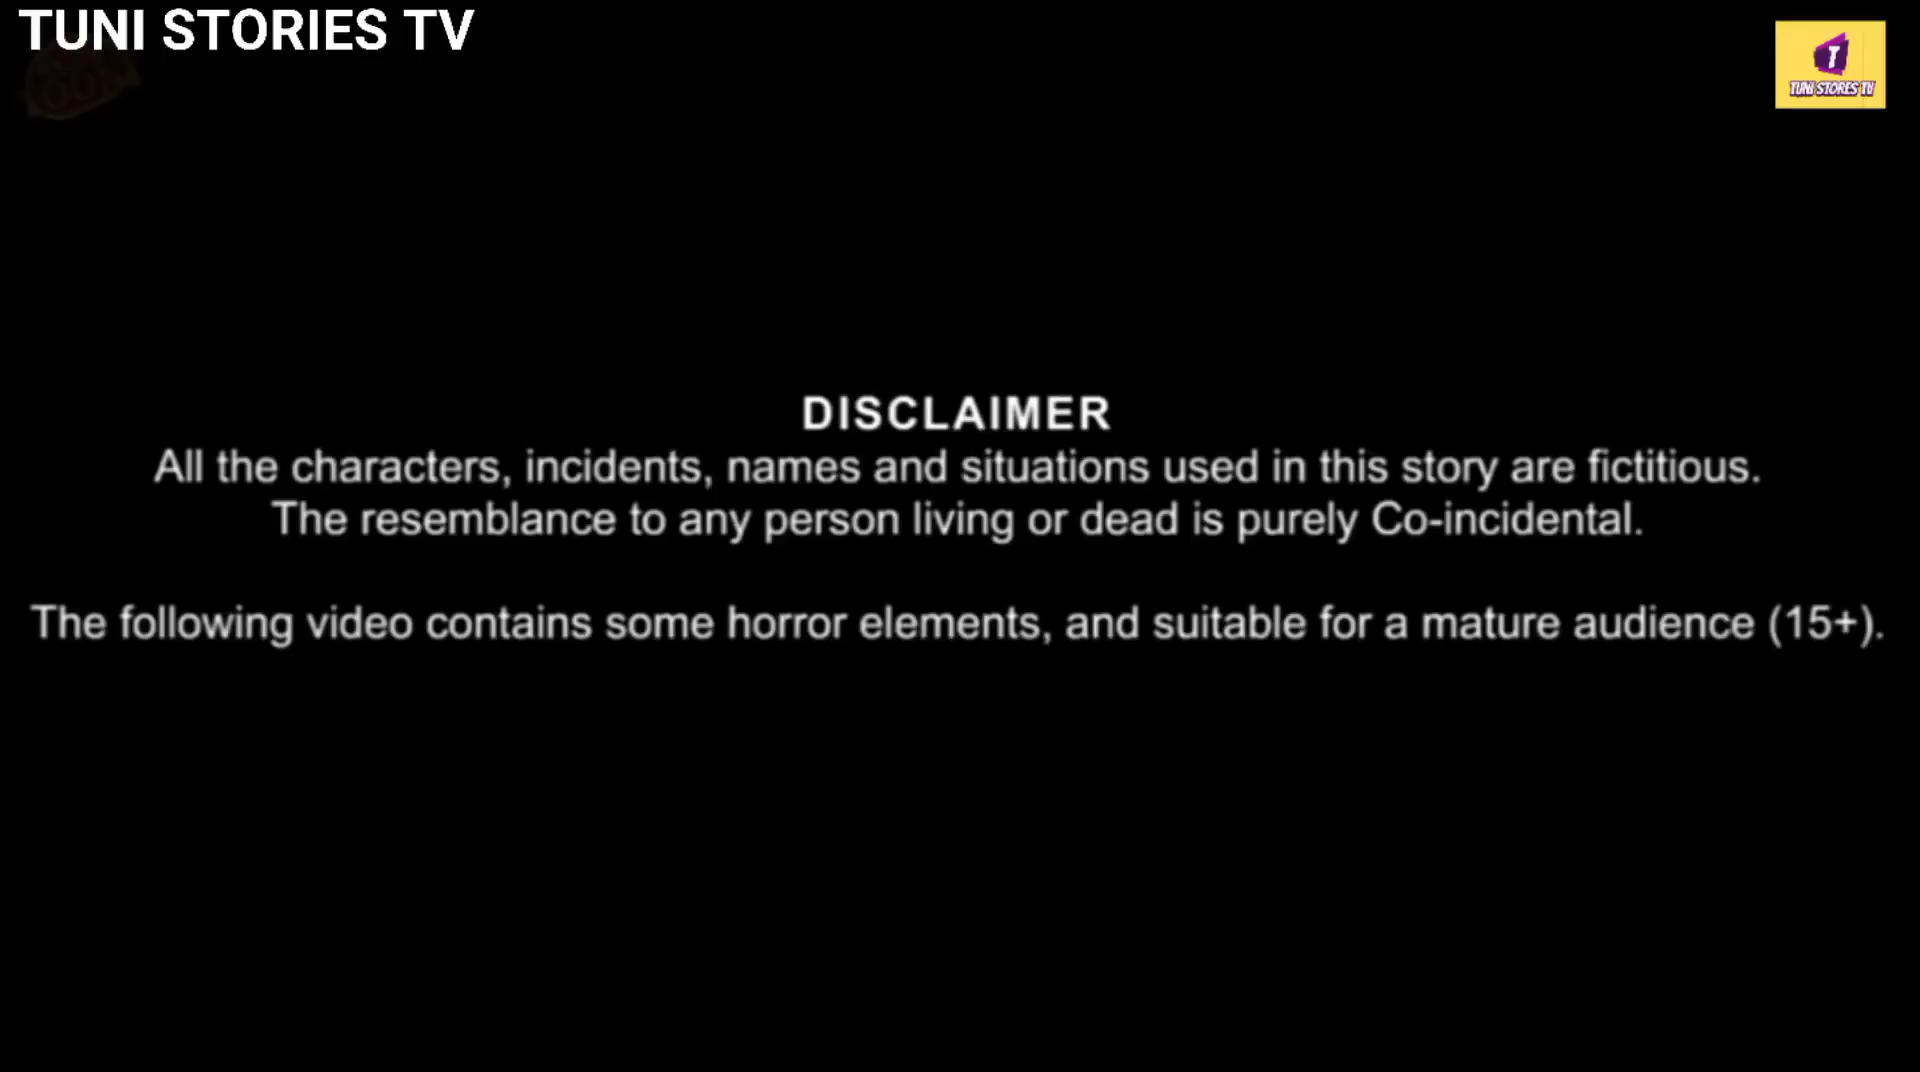 TUNI STORIES TV
T
TUNI STORES TV
DISCLAIMER
All the characters, incidents, names and situations used in this story are fictitious.
The resemblance to any person living or dead is purely Co-incidental.
The following video contains some horror elements, and suitable for a mature audience (15+).